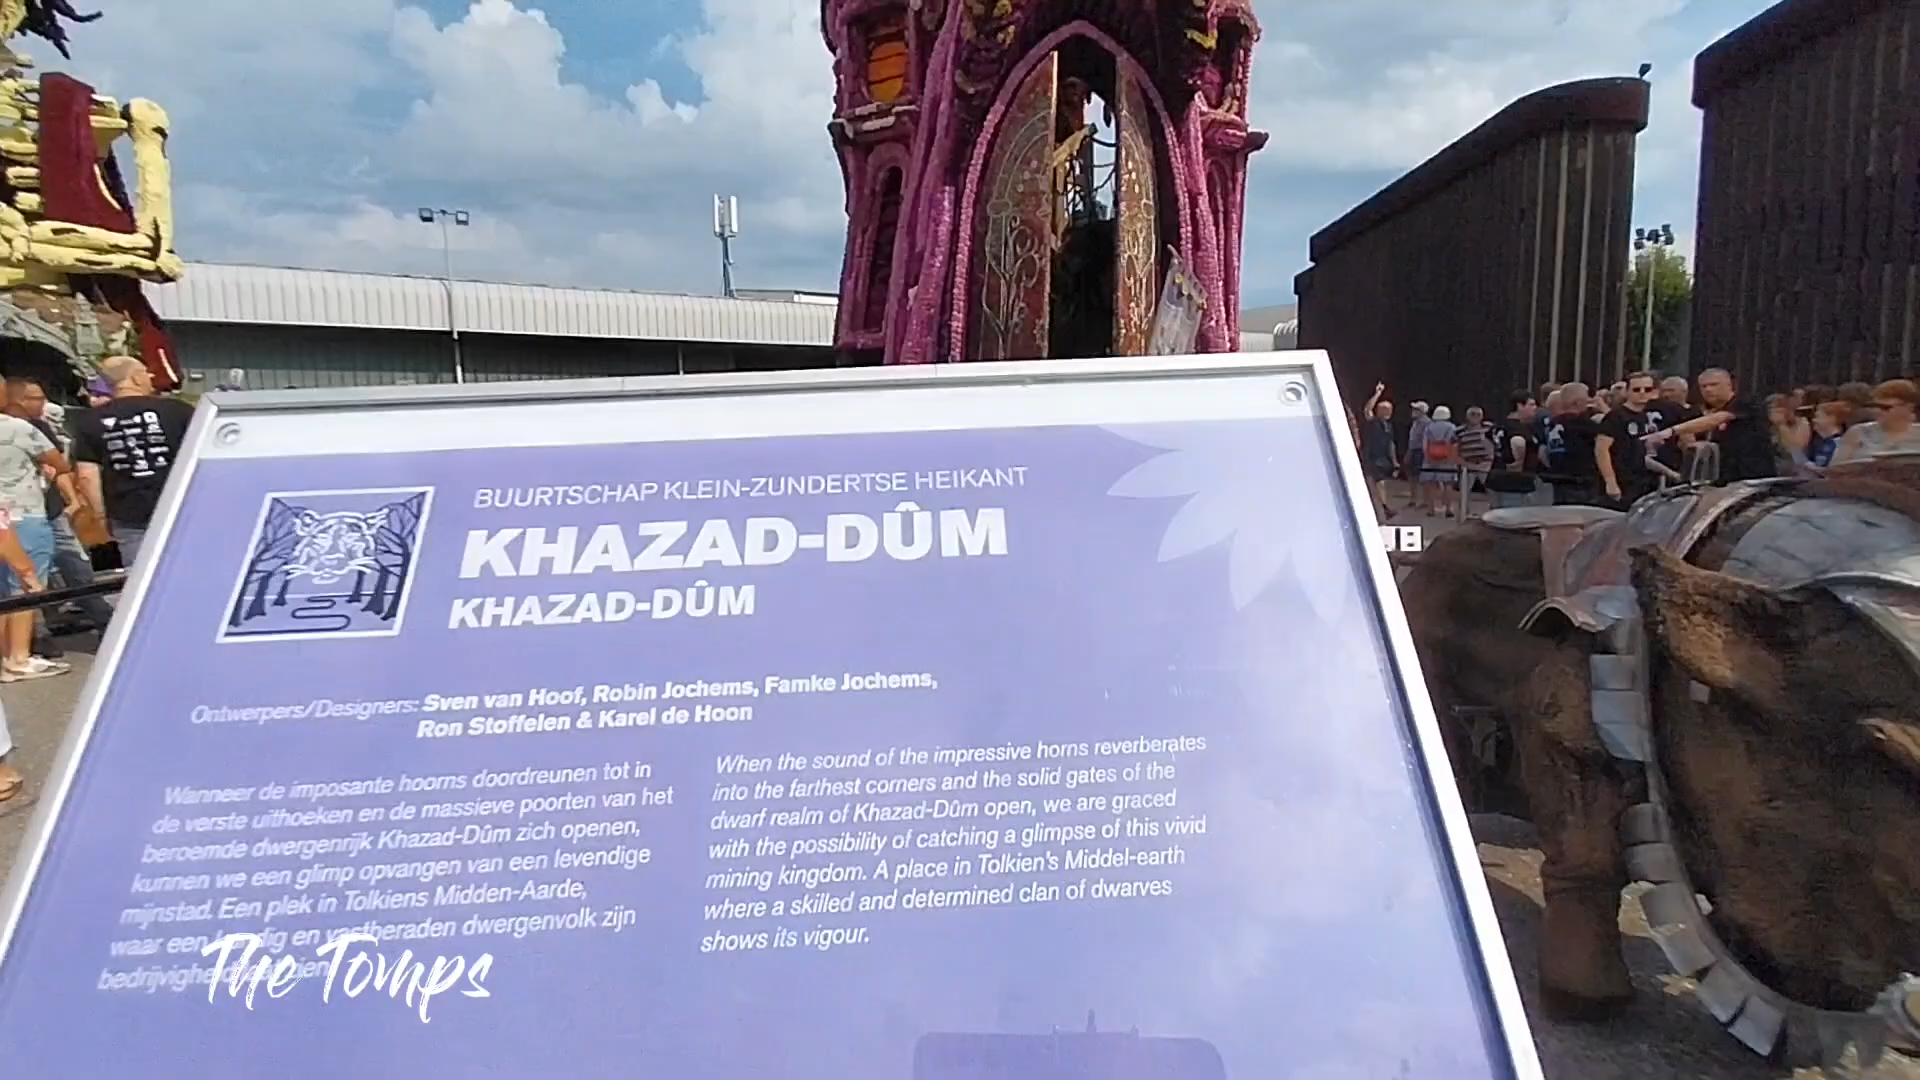 BUURTSCHAP KLEIN-ZUNDERTSE HEIKANT
KHAZAD-DÛM
KHAZAD-DÛM
Ontwerpers/Designers: Sven van Hoof, Robin Jochems, Famke Jochems,
Ron Stoffelen & Karel de Hoon
Wanneer de imposante hoorns doordreunen tot in
de verste uithoeken en de massieve poorten van het
beroemde dwergenrijk Khazad-Dûm zich openen,
kunnen we een glimp opvangen van een levendige
mijnstad. Een plek in Tolkiens Midden-Aarde,
waar een en vastberaden dwergenvolk zijn
When the sound of the impressive horns reverberates
into the farthest corners and the solid gates of the
dwarf realm of Khazad-Dûm open, we are graced
with the possibility of catching a glimpse of this vivid
mining kingdom. A place in Tolkien's Middel-earth
where a skilled and determined clan of dwarves
shows its vigour.
The Tomps